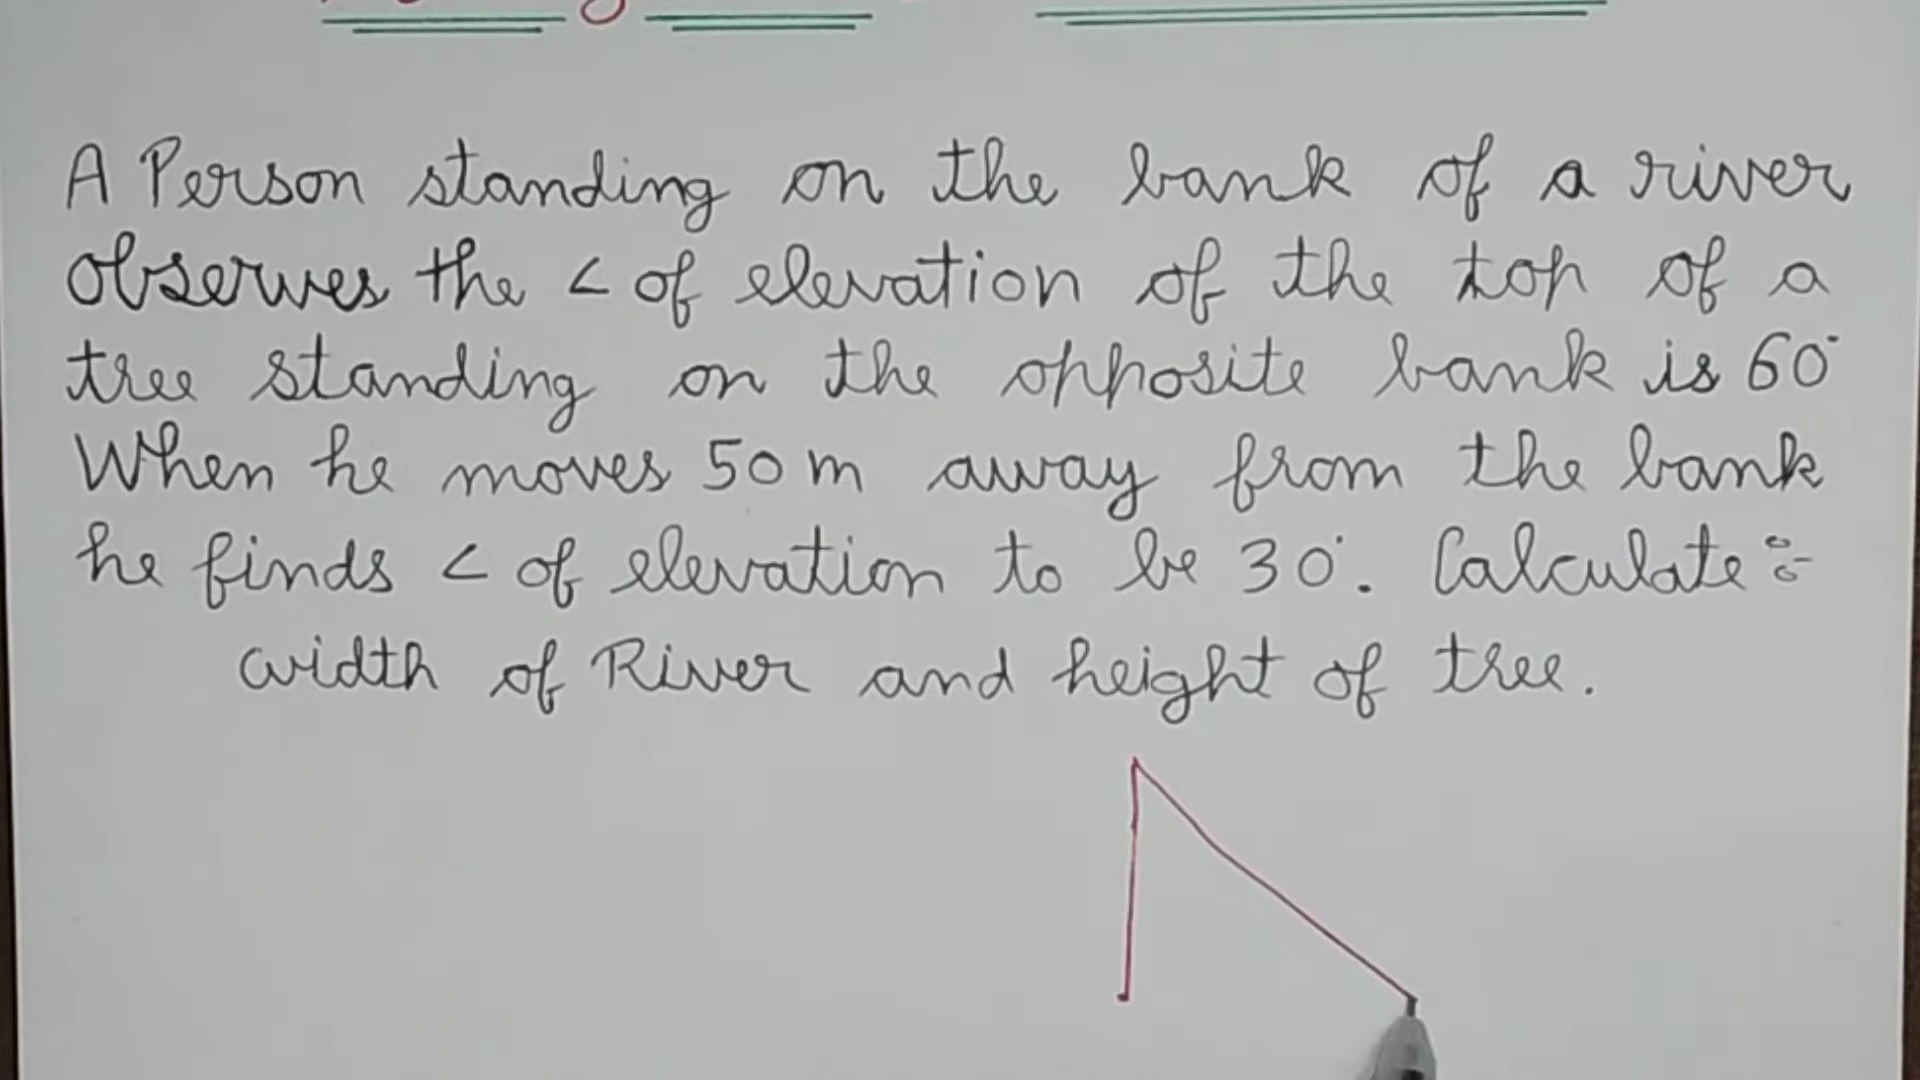 A Person standing on the bank of a river
observes the < of elevation of the top of a
tree standing on the opposite bank is 60°
When he moves 50 m away from the bank
he finds < of elevation to be 30°. Calculate :-
width of River and height of tree.